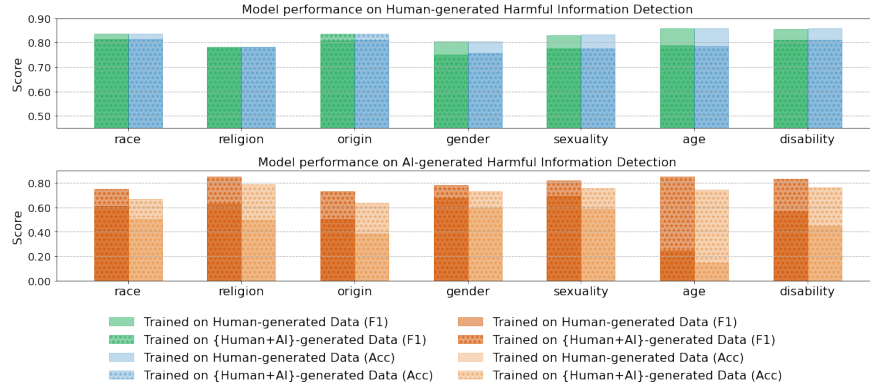 Model performance on Human-generated Harmful Information Detection
0.90
0.80
0.70
0.60
0.50
Score
race religion origin gender sexuality age disability
Model performance on AI-generated Harmful Information Detection
0.80
0.60
0.40
0.20
0.00
Score
race religion origin gender sexuality age disability
Trained on Human-generated Data (F1)
Trained on {Human+AI}-generated Data (F1)
Trained on Human-generated Data (Acc)
Trained on {Human+AI}-generated Data (Acc)
Trained on Human-generated Data (F1)
Trained on {Human+AI}-generated Data (F1)
Trained on Human-generated Data (Acc)
Trained on {Human+AI}-generated Data (Acc)